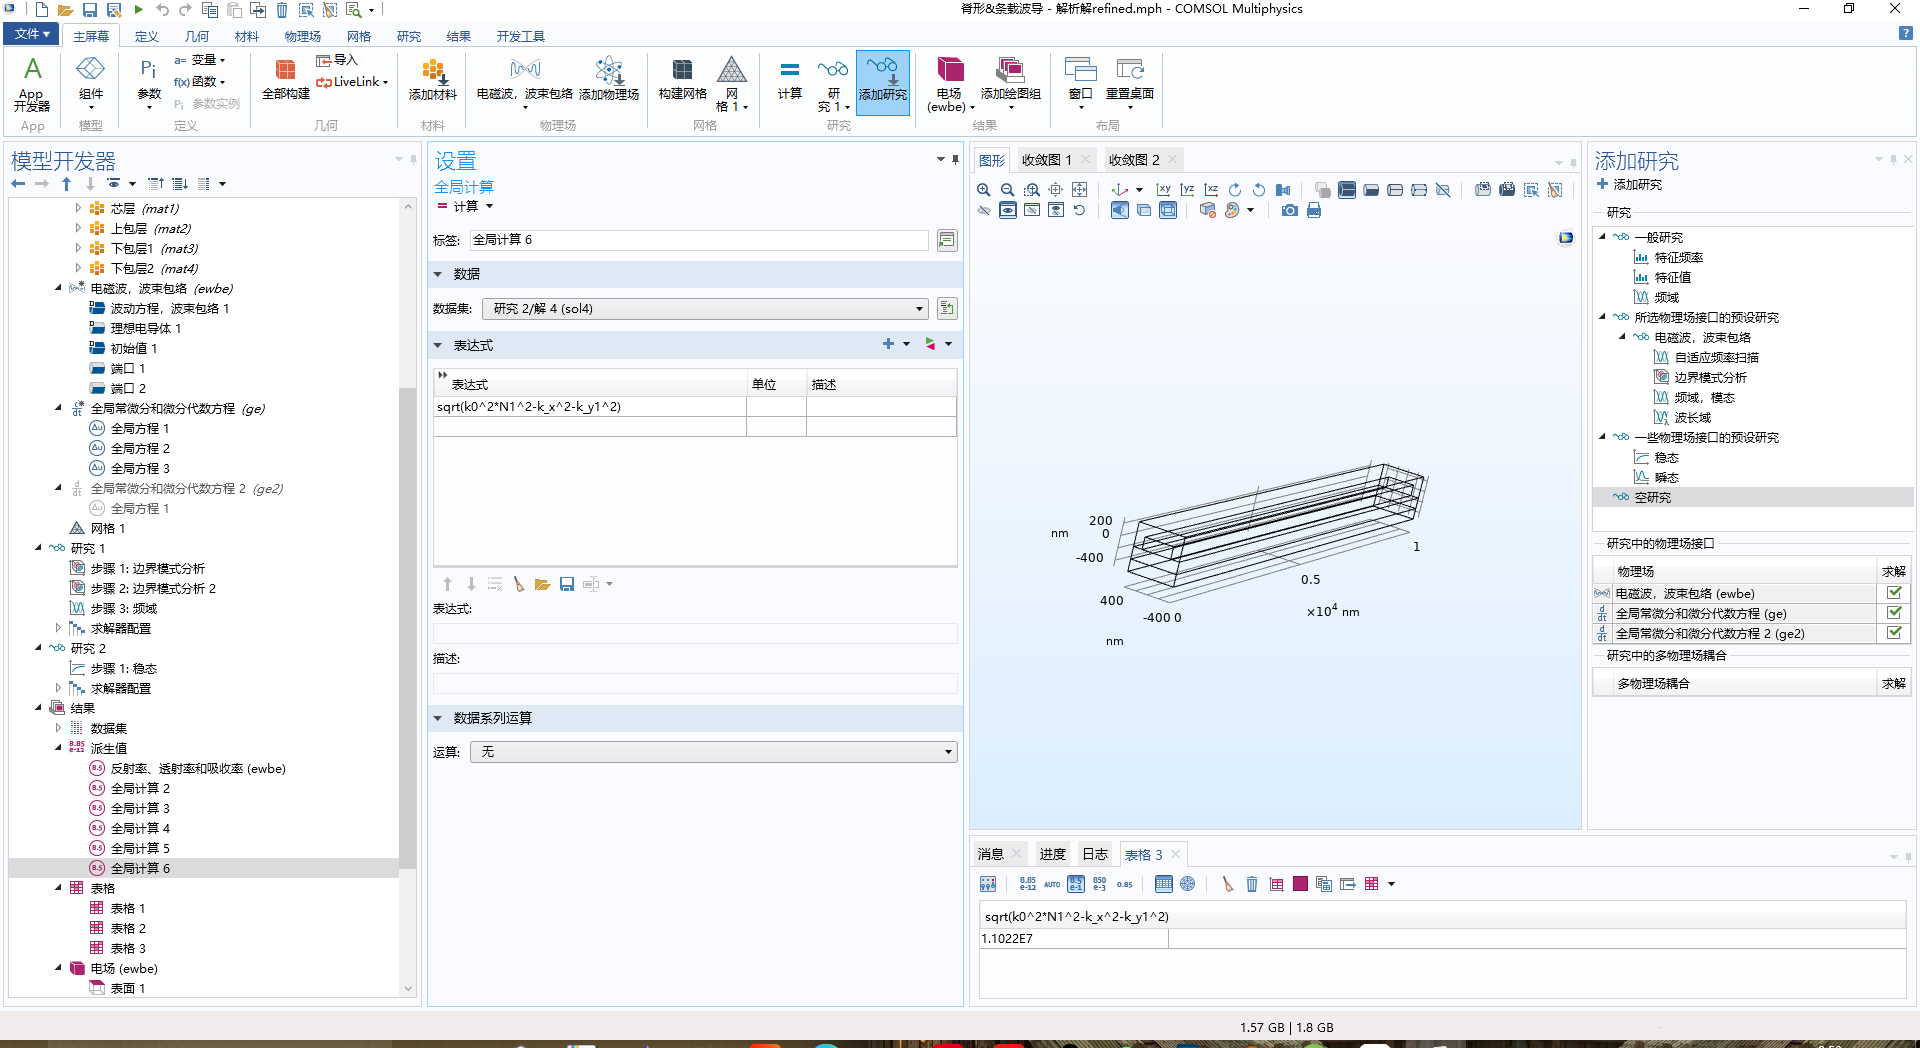 脊形&条载波导 - 解析解refined.mph - COMSOL Multiphysics
文件 主屏幕 定义 几何 材料 物理场 网格 研究 结果 开发工具
App 开发器
组件
Pi 参数
a= 变量
f(x) 函数
Pi 参数实例
全部构建
导入
LiveLink
添加材料
电磁波，波束包络
添加物理场
构建网格
网格 1
计算
研究 1
添加研究
电场 (ewbe)
添加绘图组
窗口
重置桌面
App 模型 定义 几何 材料 物理场 网格 研究 结果 布局
模型开发器
芯层 (mat1)
上包层 (mat2)
下包层1 (mat3)
下包层2 (mat4)
电磁波，波束包络 (ewbe)
波动方程，波束包络 1
理想电导体 1
初始值 1
端口 1
端口 2
全局常微分和微分代数方程 (ge)
全局方程 1
全局方程 2
全局方程 3
全局常微分和微分代数方程 2 (ge2)
全局方程 1
网格 1
研究 1
步骤 1: 边界模式分析
步骤 2: 边界模式分析 2
步骤 3: 频域
求解器配置
研究 2
步骤 1: 稳态
求解器配置
结果
数据集
派生值
反射率、透射率和吸收率 (ewbe)
全局计算 2
全局计算 3
全局计算 4
全局计算 5
全局计算 6
表格
表格 1
表格 2
表格 3
电场 (ewbe)
表面 1
设置
全局计算
= 计算
标签: 全局计算 6
数据
数据集: 研究 2/解 4 (sol4)
表达式
表达式 单位 描述
sqrt(k0^2*N1^2-k_x^2-k_y1^2)
表达式:
描述:
数据系列运算
运算: 无
图形 收敛图 1 收敛图 2
xy yz xz
200
nm 0
-400
1
0.5
400
×10^4 nm
-400 0
nm
消息 进度 日志 表格 3
8.85 e-12 AUTO 8.5 e-1 850 e-3 0.85
sqrt(k0^2*N1^2-k_x^2-k_y1^2)
1.1022E7
添加研究
添加研究
研究
一般研究
特征频率
特征值
频域
所选物理场接口的预设研究
电磁波，波束包络
自适应频率扫描
边界模式分析
频域，模态
波长域
一些物理场接口的预设研究
稳态
瞬态
空研究
研究中的物理场接口
物理场 求解
电磁波，波束包络 (ewbe)
全局常微分和微分代数方程 (ge)
全局常微分和微分代数方程 2 (ge2)
研究中的多物理场耦合
多物理场耦合 求解
1.57 GB | 1.8 GB